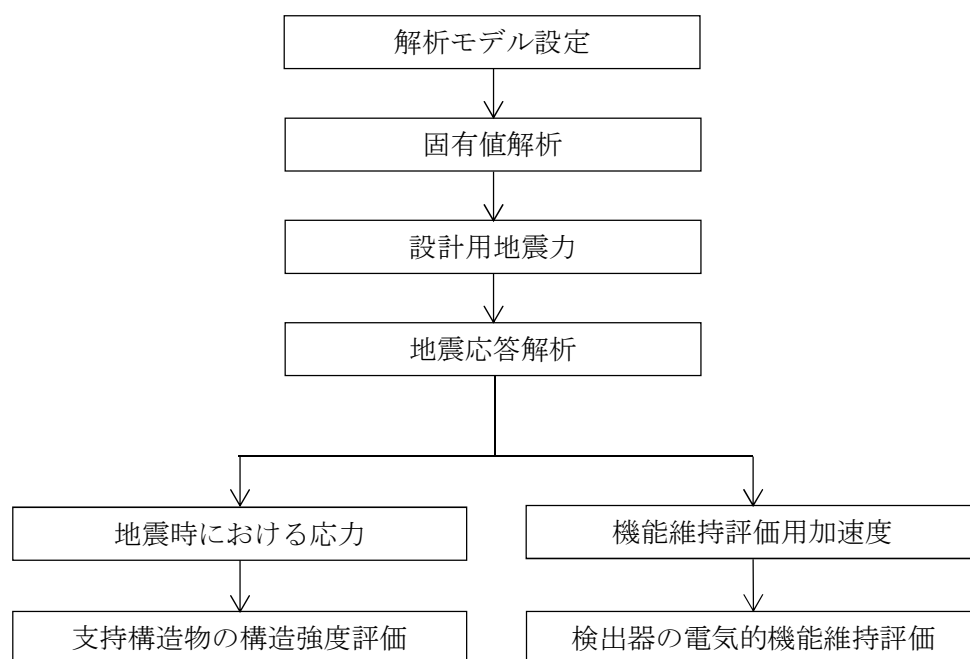 解析モデル設定
固有値解析
設計用地震力
地震応答解析
地震時における応力
機能維持評価用加速度
支持構造物の構造強度評価
検出器の電気的機能維持評価